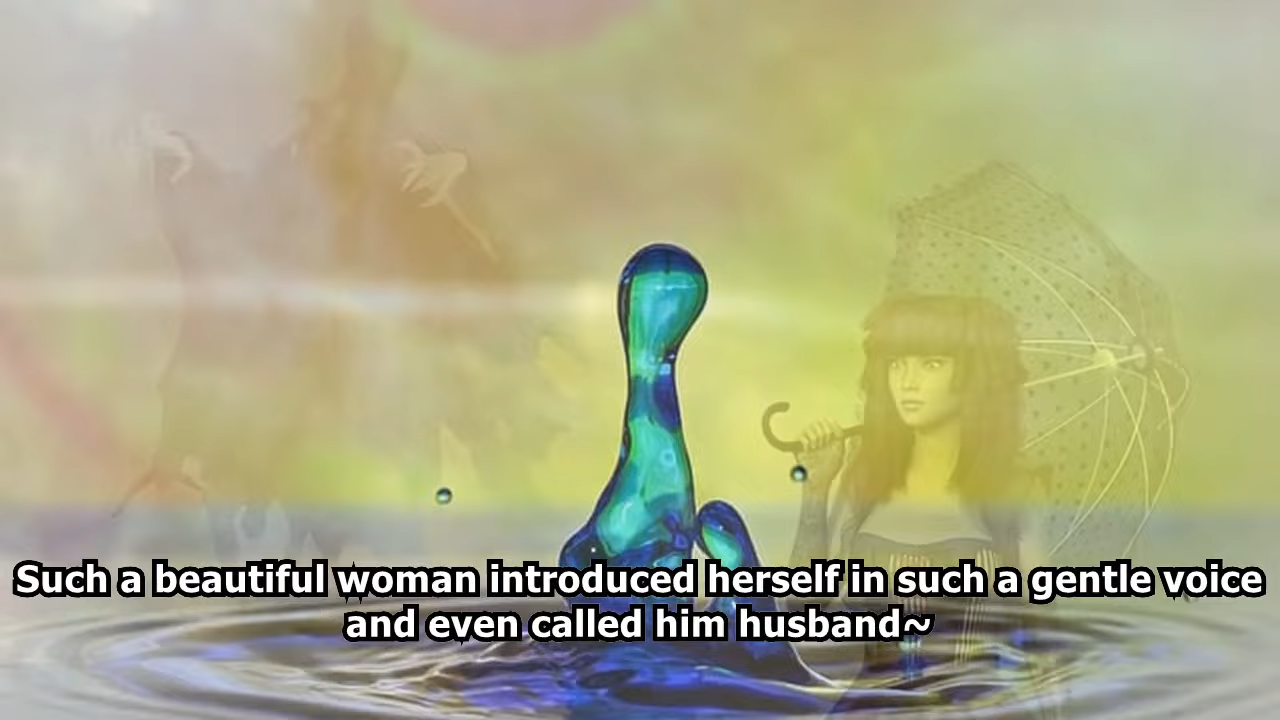 Such a beautiful woman introduced herself in such a gentle voice
and even called him husband~